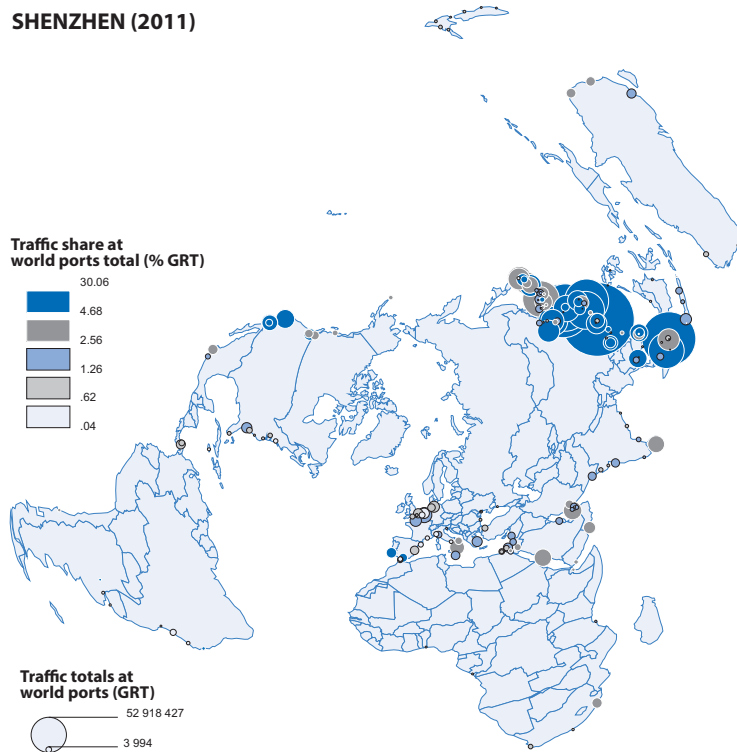 SHENZHEN (2011)
Traffic share at
world ports total (% GRT)
30.06
4.68
2.56
1.26
.62
.04
Traffic totals at
world ports (GRT)
52 918 427
3 994